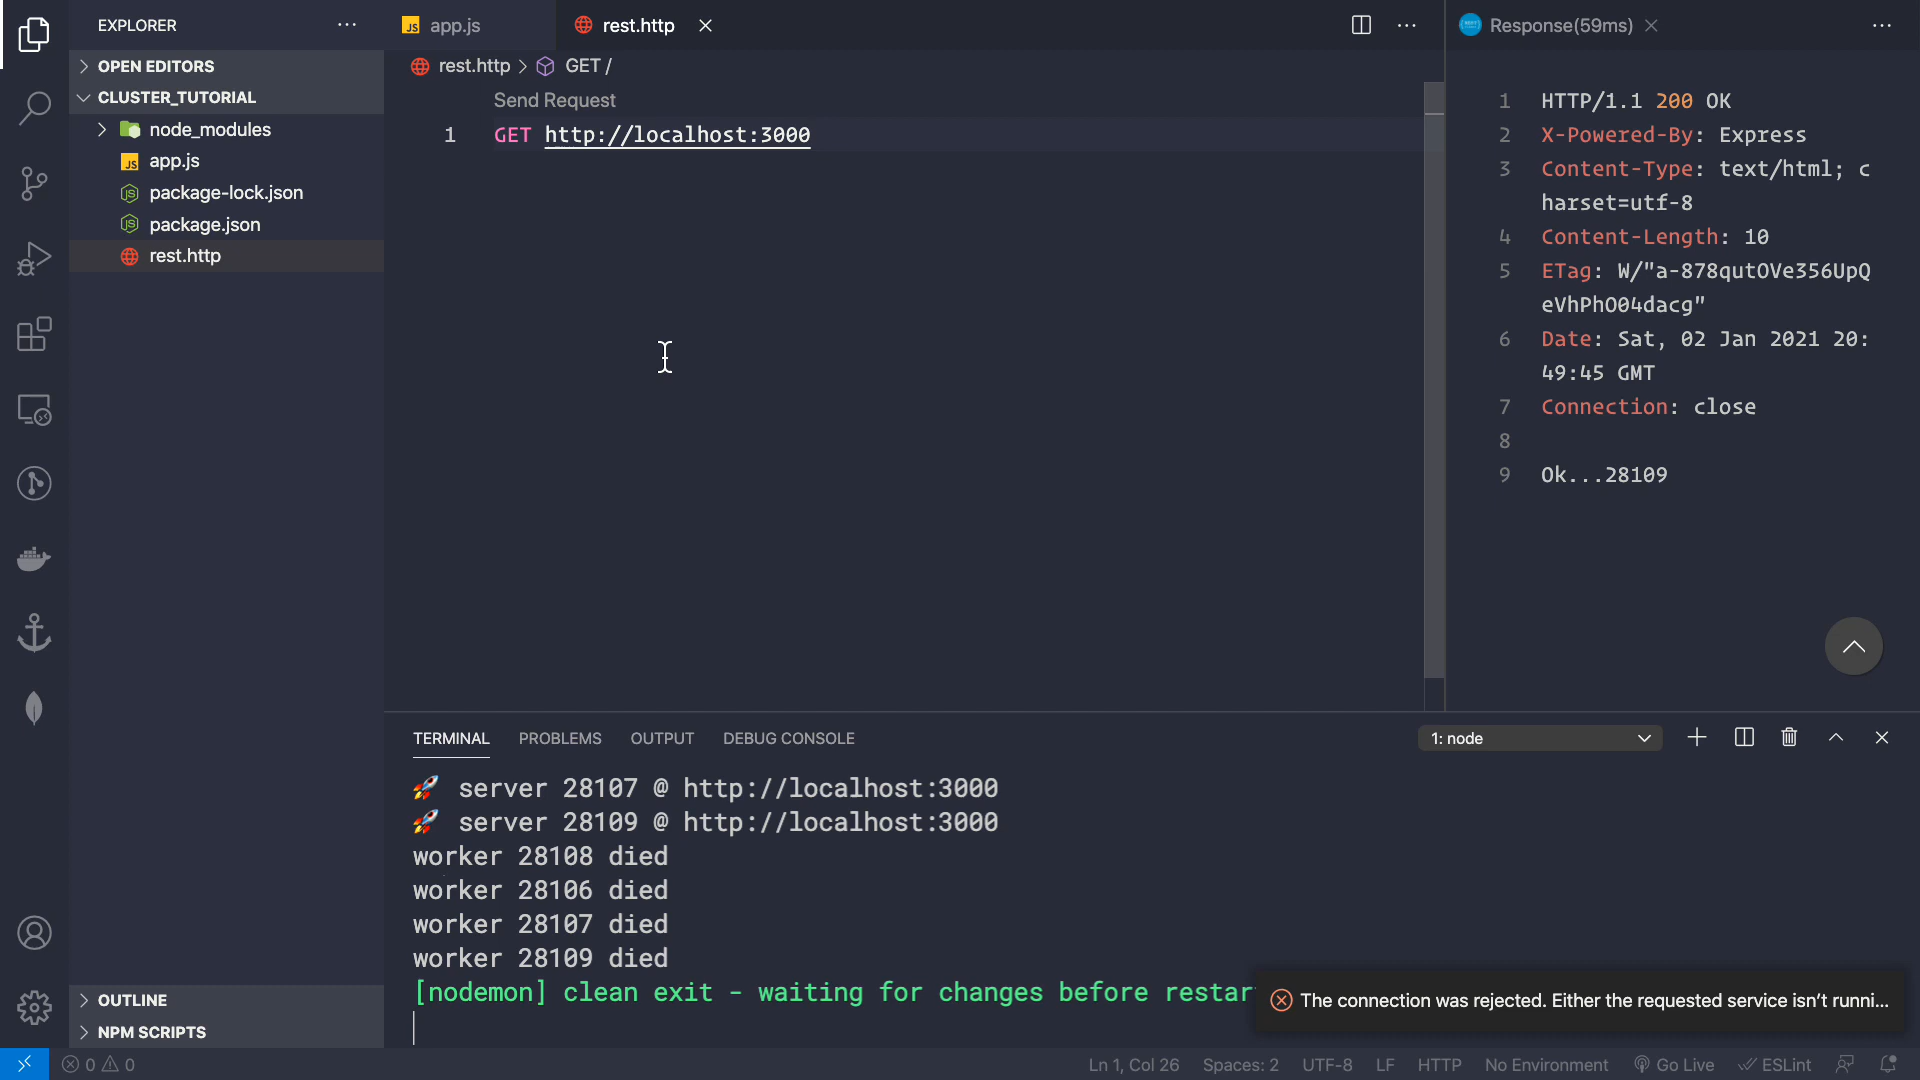 EXPLORER
OPEN EDITORS
CLUSTER_TUTORIAL
node_modules
JS app.js
package-lock.json
package.json
rest.http
OUTLINE
NPM SCRIPTS
JS app.js
rest.http
rest.http > GET /
Send Request
1 GET http://localhost:3000
Response(59ms)
1 HTTP/1.1 200 OK
2 X-Powered-By: Express
3 Content-Type: text/html; c
harset=utf-8
4 Content-Length: 10
5 ETag: W/"a-878qutOVe356UpQ
eVhPhO04dacg"
6 Date: Sat, 02 Jan 2021 20:
49:45 GMT
7 Connection: close
8
9 Ok...28109
TERMINAL PROBLEMS OUTPUT DEBUG CONSOLE
1: node
🚀 server 28107 @ http://localhost:3000
🚀 server 28109 @ http://localhost:3000
worker 28108 died
worker 28106 died
worker 28107 died
worker 28109 died
[nodemon] clean exit - waiting for changes before restar
The connection was rejected. Either the requested service isn't runni...
0 0
Ln 1, Col 26 Spaces: 2 UTF-8 LF HTTP No Environment Go Live ESLint